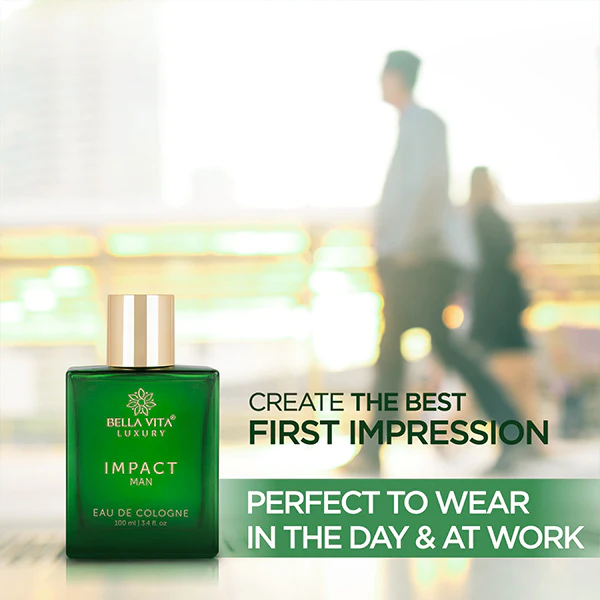 CREATE THE BEST
FIRST IMPRESSION
PERFECT TO WEAR
IN THE DAY & AT WORK
BELLA VITA®
LUXURY
IMPACT
MAN
EAU DE COLOGNE
100 ml | 3.4 fl. oz